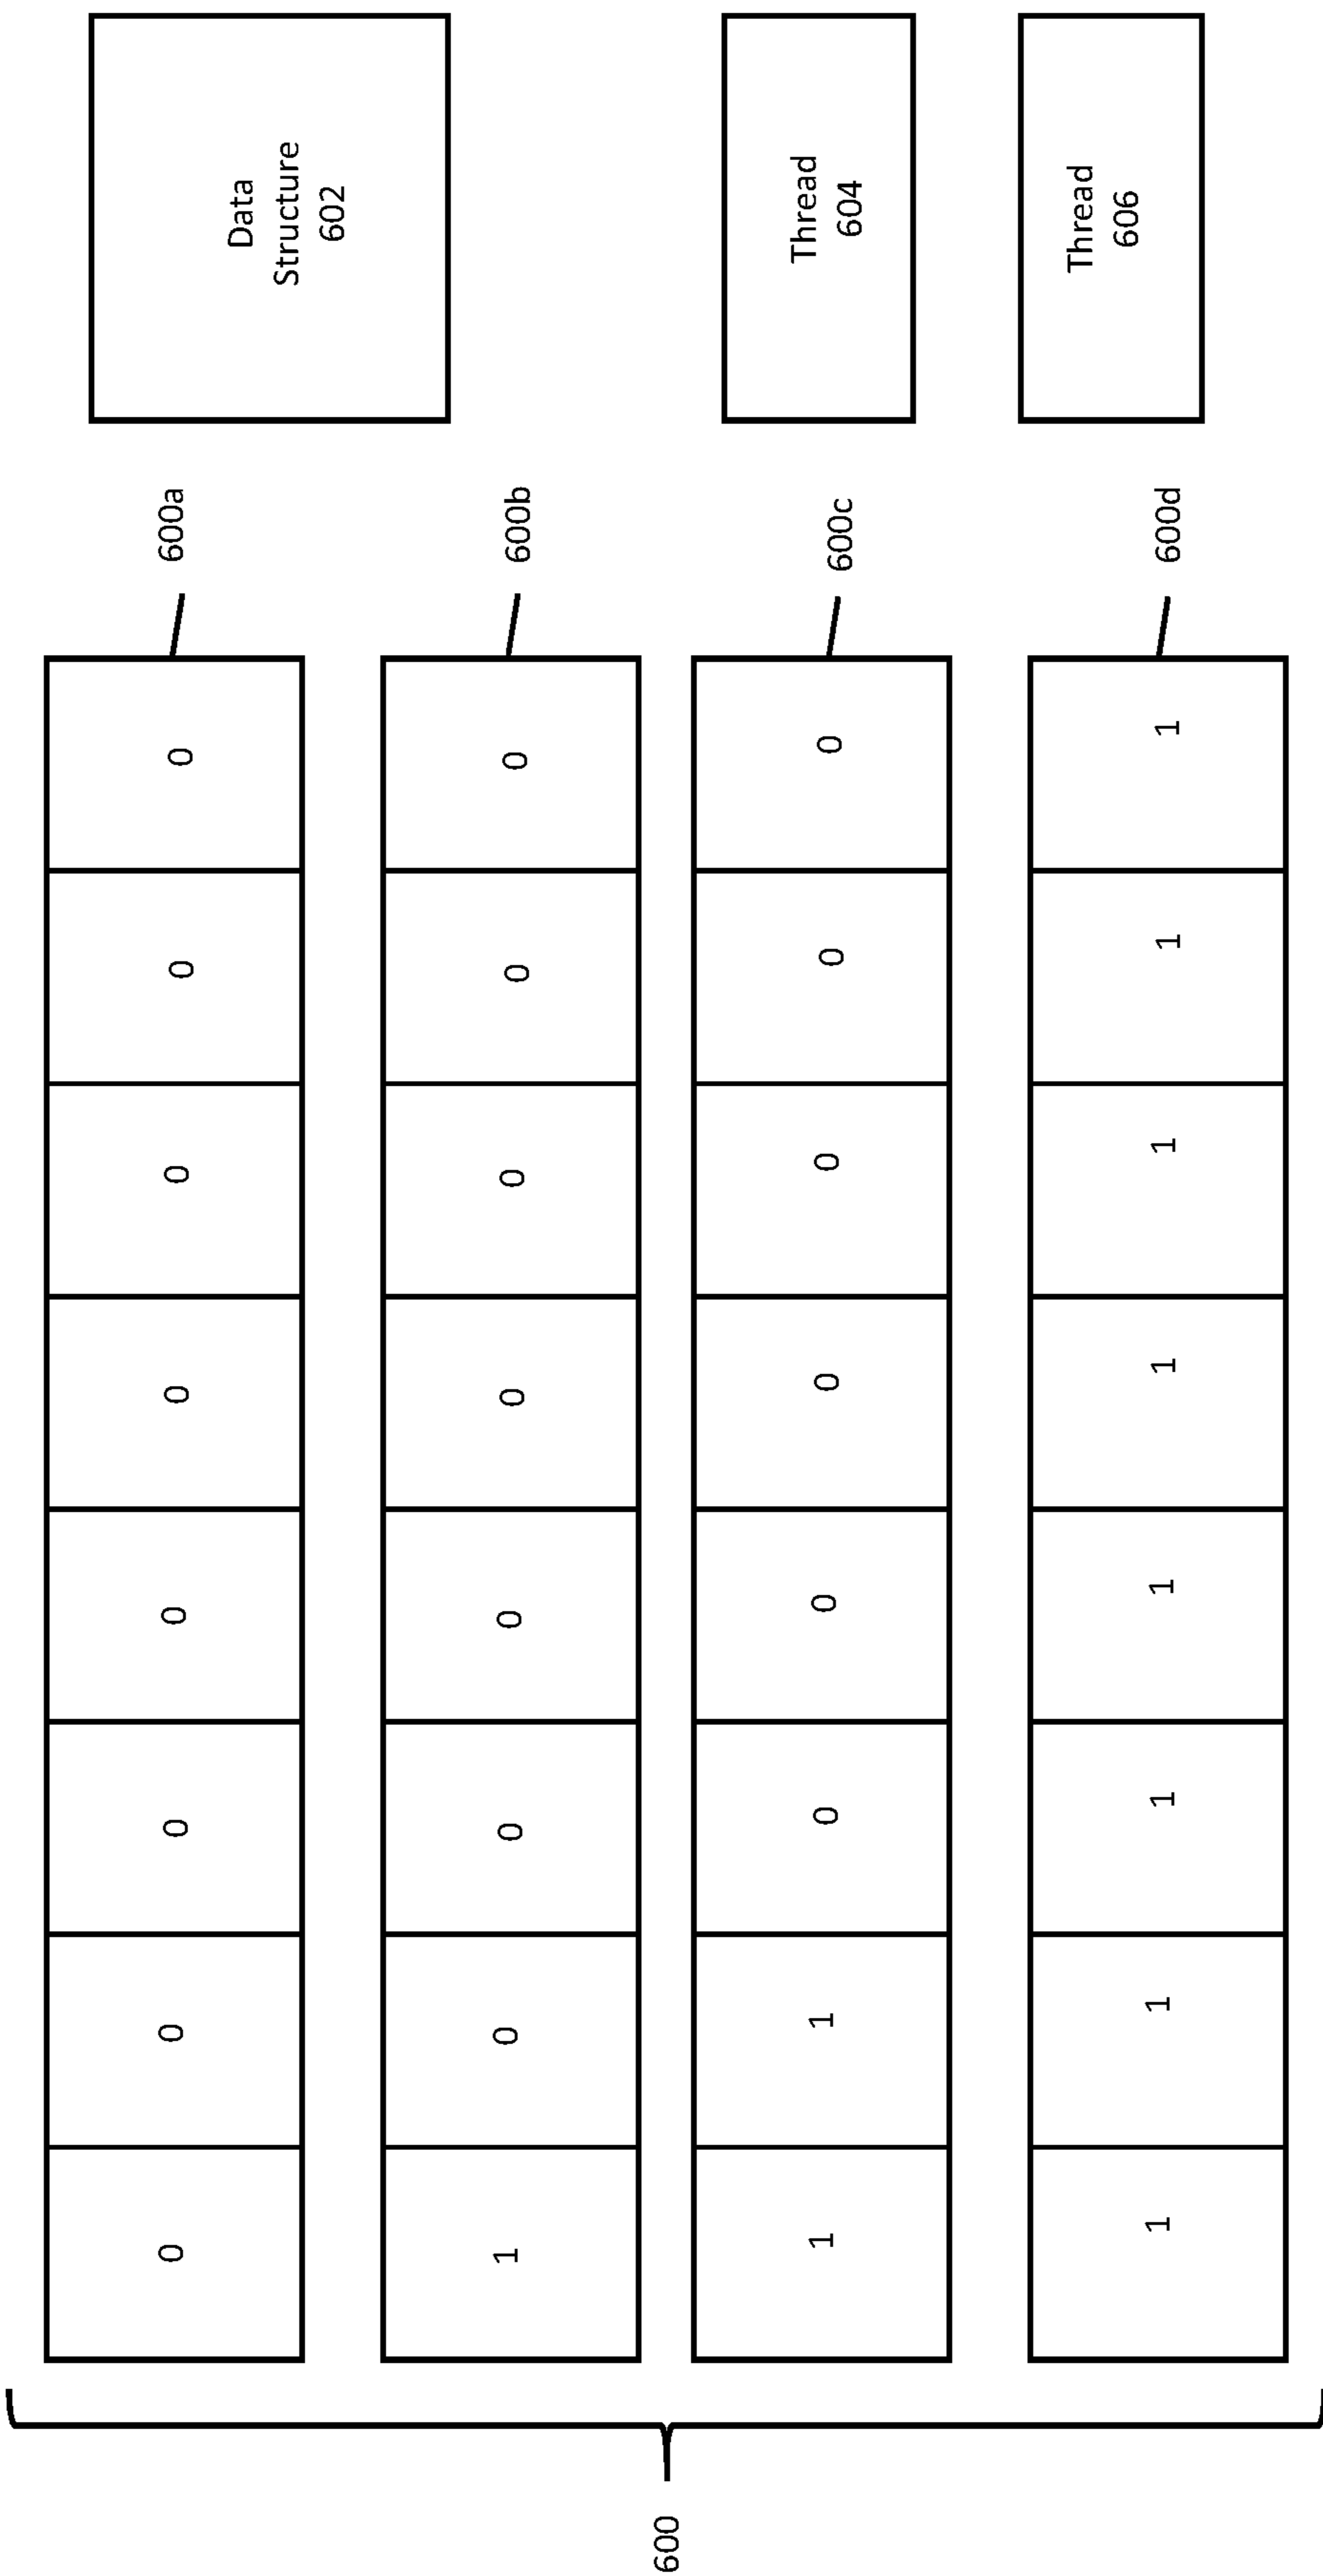 600
0 0 0 0 0 0 0 0
600a
Data
Structure
602
1 0 0 0 0 0 0 0
600b
1 1 0 0 0 0 0 0
600c
Thread
604
1 1 1 1 1 1 1 1
600d
Thread
606